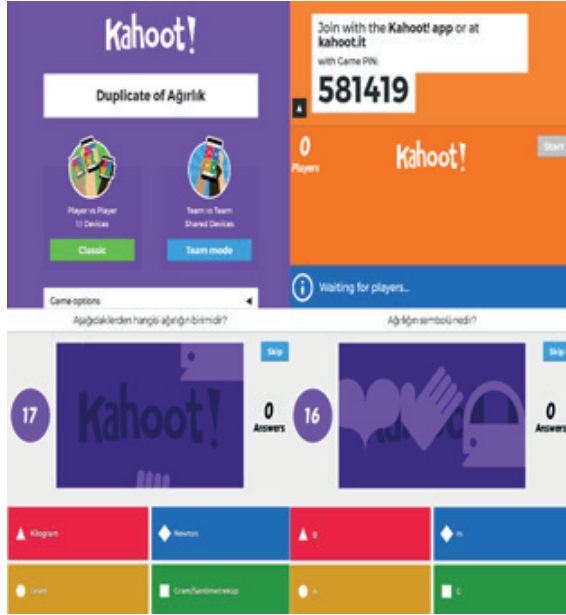 Kahoot!
Duplicate of Ağırlık
Player vs Player
1:1 Devices
Classic
Team vs Team
Shared Devices
Team mode
Game options
Join with the Kahoot! app or at
kahoot.it
with Game PIN:
581419
0
Players
Kahoot!
Start
Waiting for players...
Aşağıdakilerden hangisi ağırlığın birimidir?
Skip
17
Kahoot!
0
Answers
Kilogram
Newton
Gram
Gram/Santimetreküp
Ağırlığın sembolü nedir?
Skip
16
Kahoot!
0
Answers
m
A
G